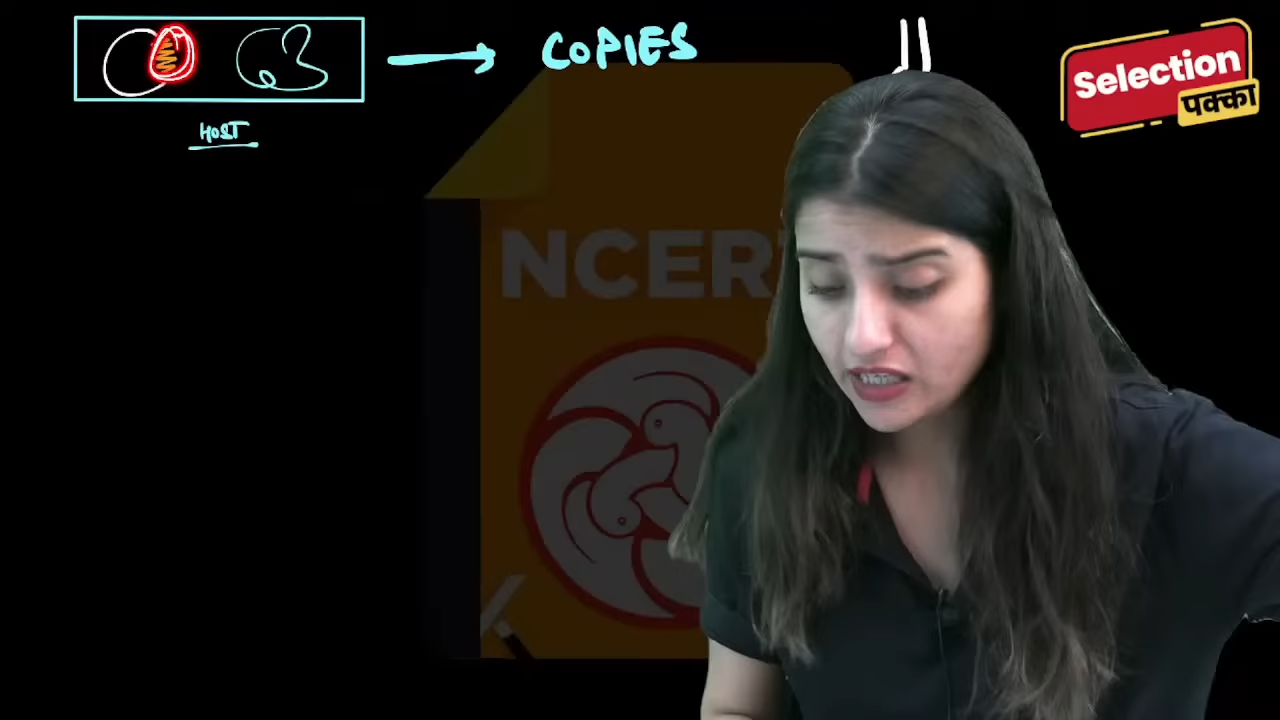 COPIES
Selection
पक्का
HOST
NCERT